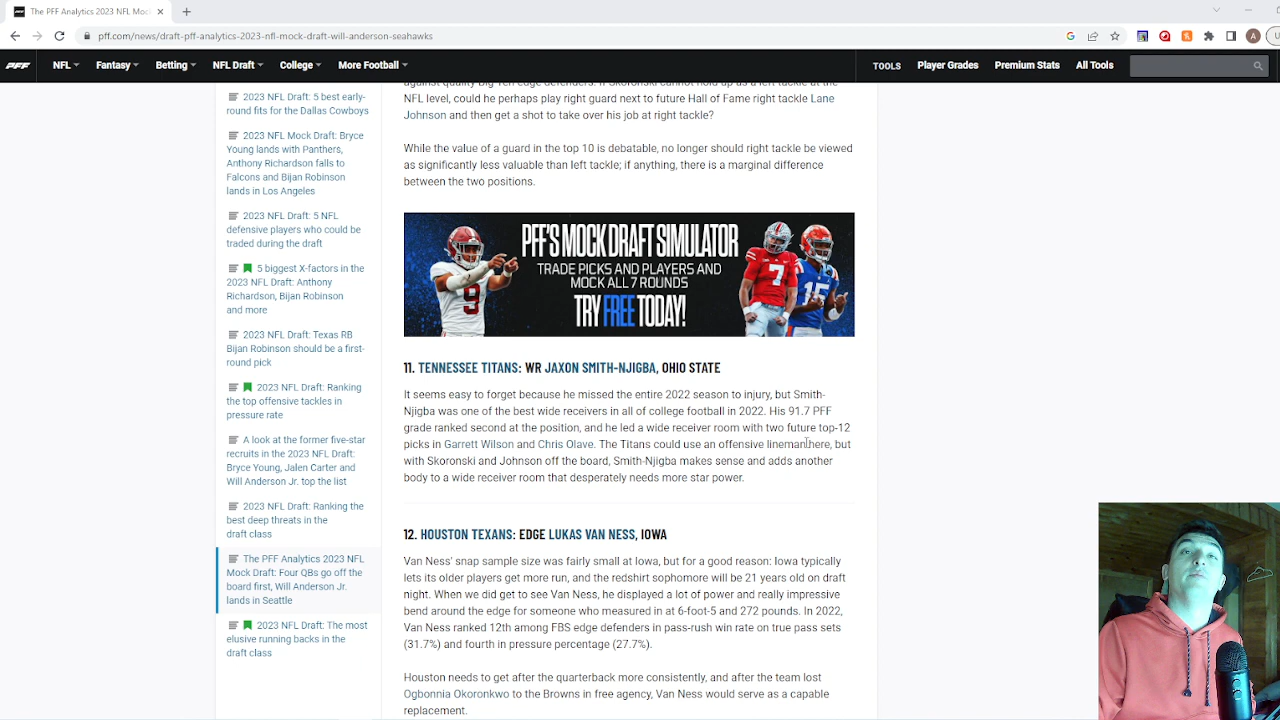 The PFF Analytics 2023 NFL Moc
pff.com/news/draft-pff-analytics-2023-nfl-mock-draft-will-anderson-seahawks
A
PFF
NFL
Fantasy
Betting
NFL Draft
College
More Football
TOOLS
Player Grades
Premium Stats
All Tools
2023 NFL Draft: 5 best early-
round fits for the Dallas Cowboys
2023 NFL Mock Draft: Bryce
Young lands with Panthers,
Anthony Richardson falls to
Falcons and Bijan Robinson
lands in Los Angeles
2023 NFL Draft: 5 NFL
defensive players who could be
traded during the draft
5 biggest X-factors in the
2023 NFL Draft: Anthony
Richardson, Bijan Robinson
and more
2023 NFL Draft: Texas RB
Bijan Robinson should be a first-
round pick
2023 NFL Draft: Ranking
the top offensive tackles in
pressure rate
A look at the former five-star
recruits in the 2023 NFL Draft:
Bryce Young, Jalen Carter and
Will Anderson Jr. top the list
2023 NFL Draft: Ranking the
best deep threats in the
draft class
The PFF Analytics 2023 NFL
Mock Draft: Four QBs go off the
board first, Will Anderson Jr.
lands in Seattle
2023 NFL Draft: The most
elusive running backs in the
draft class
against quality Big Ten edge defenders. If Skoronski cannot hold up as a left tackle at the
NFL level, could he perhaps play right guard next to future Hall of Fame right tackle Lane
Johnson and then get a shot to take over his job at right tackle?
While the value of a guard in the top 10 is debatable, no longer should right tackle be viewed
as significantly less valuable than left tackle; if anything, there is a marginal difference
between the two positions.
PFF'S MOCK DRAFT SIMULATOR
TRADE PICKS AND PLAYERS AND
MOCK ALL 7 ROUNDS
TRY FREE TODAY!
9
7
15
11. TENNESSEE TITANS: WR JAXON SMITH-NJIGBA, OHIO STATE
It seems easy to forget because he missed the entire 2022 season to injury, but Smith-
Njigba was one of the best wide receivers in all of college football in 2022. His 91.7 PFF
grade ranked second at the position, and he led a wide receiver room with two future top-12
picks in Garrett Wilson and Chris Olave. The Titans could use an offensive lineman here, but
with Skoronski and Johnson off the board, Smith-Njigba makes sense and adds another
body to a wide receiver room that desperately needs more star power.
12. HOUSTON TEXANS: EDGE LUKAS VAN NESS, IOWA
Van Ness' snap sample size was fairly small at Iowa, but for a good reason: Iowa typically
lets its older players get more run, and the redshirt sophomore will be 21 years old on draft
night. When we did get to see Van Ness, he displayed a lot of power and really impressive
bend around the edge for someone who measured in at 6-foot-5 and 272 pounds. In 2022,
Van Ness ranked 12th among FBS edge defenders in pass-rush win rate on true pass sets
(31.7%) and fourth in pressure percentage (27.7%).
Houston needs to get after the quarterback more consistently, and after the team lost
Ogbonnia Okoronkwo to the Browns in free agency, Van Ness would serve as a capable
replacement.